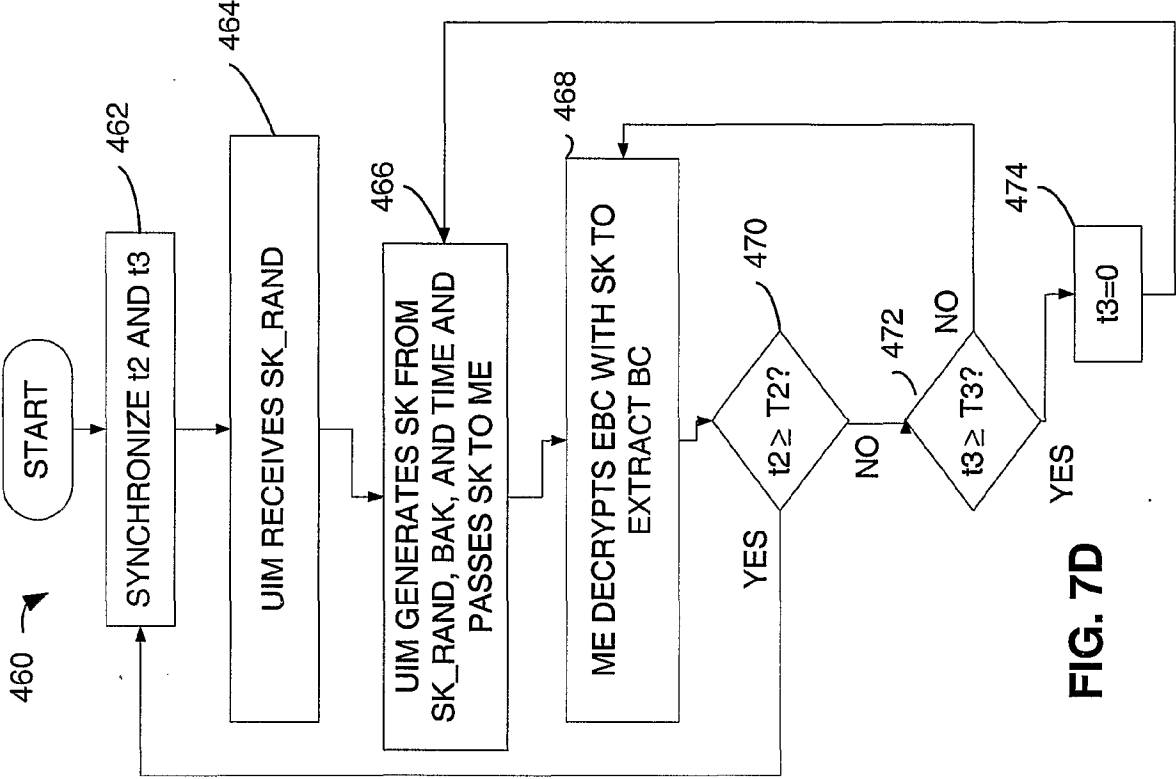 460
START
462
SYNCHRONIZE t2 AND t3
464
UIM RECEIVES SK_RAND
466
UIM GENERATES SK FROM
SK_RAND, BAK, AND TIME AND
PASSES SK TO ME
468
ME DECRYPTS EBC WITH SK TO
EXTRACT BC
470
t2 ≥ T2?
YES
NO
472
t3 ≥ T3?
NO
YES
474
t3=0
FIG. 7D